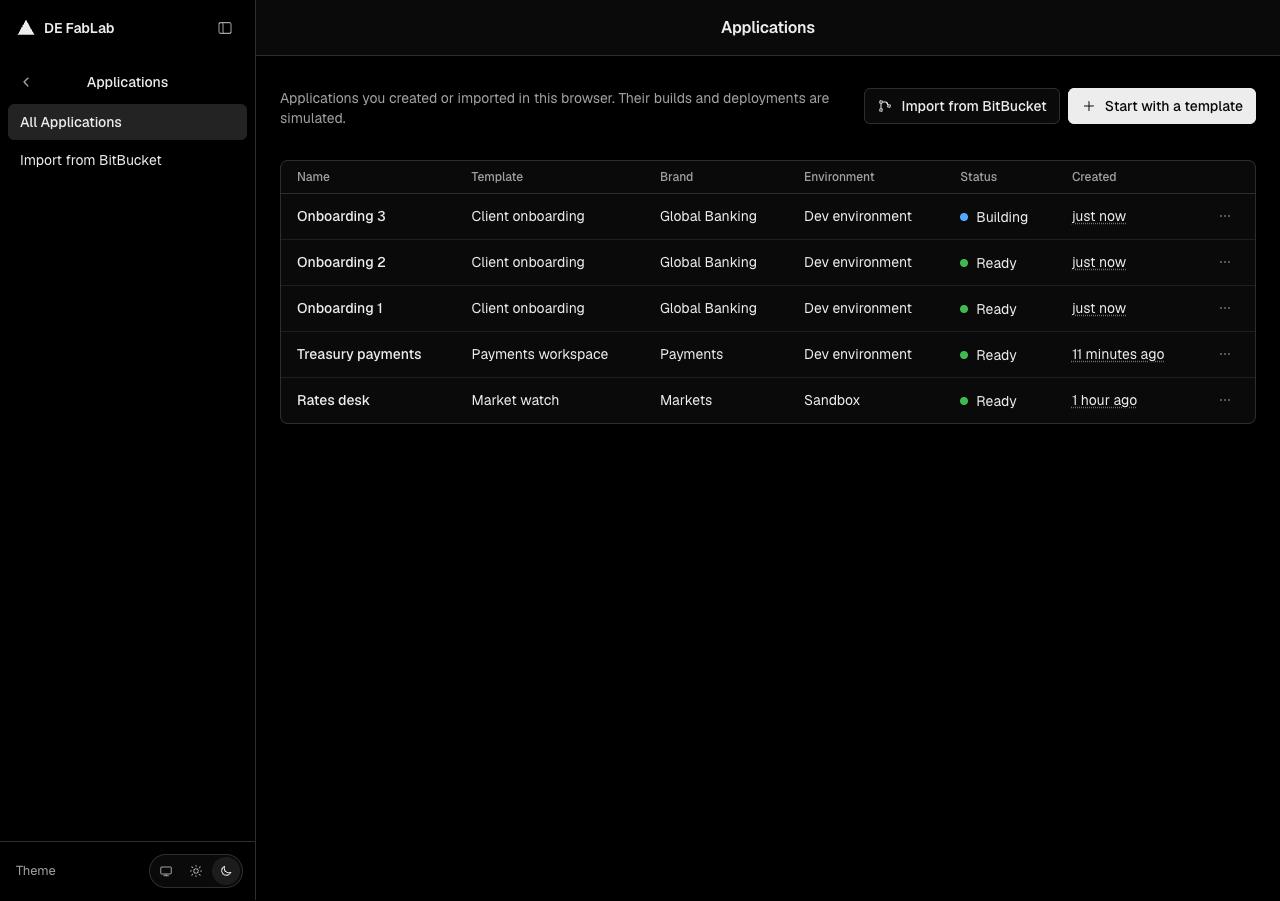 DE FabLab
Applications
Applications
All Applications
Import from BitBucket
Applications you created or imported in this browser. Their builds and deployments are
simulated.
Import from BitBucket
Start with a template
Name Template Brand Environment Status Created
Onboarding 3 Client onboarding Global Banking Dev environment Building just now
Onboarding 2 Client onboarding Global Banking Dev environment Ready just now
Onboarding 1 Client onboarding Global Banking Dev environment Ready just now
Treasury payments Payments workspace Payments Dev environment Ready 11 minutes ago
Rates desk Market watch Markets Sandbox Ready 1 hour ago
Theme